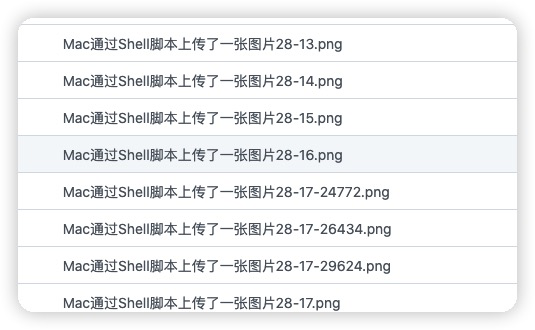 Mac通过Shell脚本上传了一张图片28-13.png
Mac通过Shell脚本上传了一张图片28-14.png
Mac通过Shell脚本上传了一张图片28-15.png
Mac通过Shell脚本上传了一张图片28-16.png
Mac通过Shell脚本上传了一张图片28-17-24772.png
Mac通过Shell脚本上传了一张图片28-17-26434.png
Mac通过Shell脚本上传了一张图片28-17-29624.png
Mac通过Shell脚本上传了一张图片28-17.png